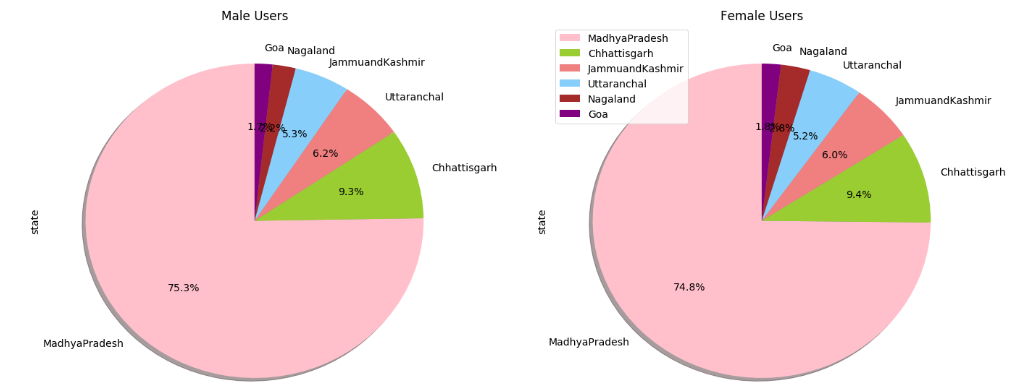 Male Users
Goa
Nagaland
JammuandKashmir
Uttaranchal
Chhattisgarh
MadhyaPradesh
5.3%
6.2%
9.3%
75.3%
state
Female Users
MadhyaPradesh
Chhattisgarh
JammuandKashmir
Uttaranchal
Nagaland
Goa
Goa
Nagaland
Uttaranchal
JammuandKashmir
Chhattisgarh
MadhyaPradesh
5.2%
6.0%
9.4%
74.8%
state